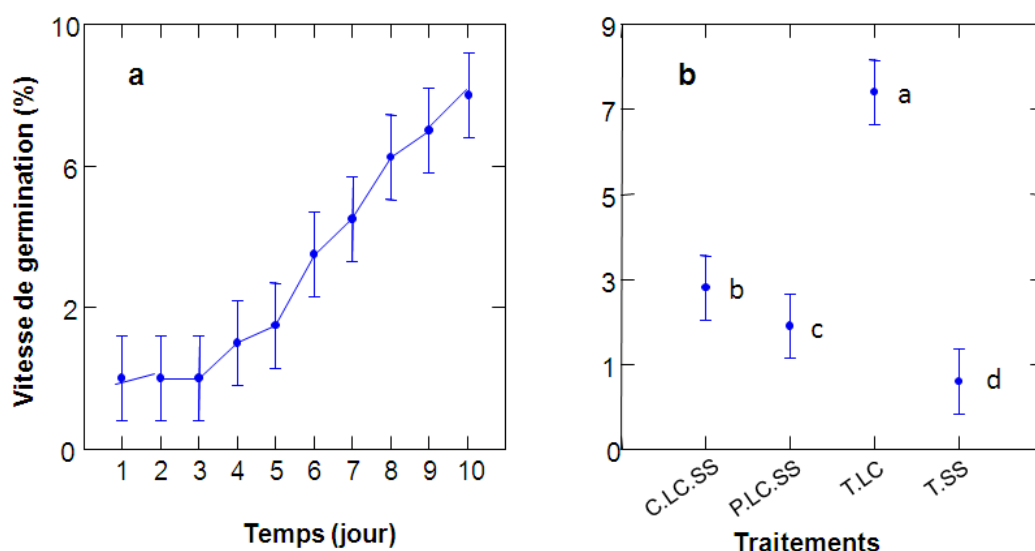 a
Vitesse de germination (%)
10
6
2
0
1 2 3 4 5 6 7 8 9 10
Temps (jour)
b
9
7
5
3
1
0
a
b
c
d
C.LC.SS P.LC.SS T.LC T.SS
Traitements